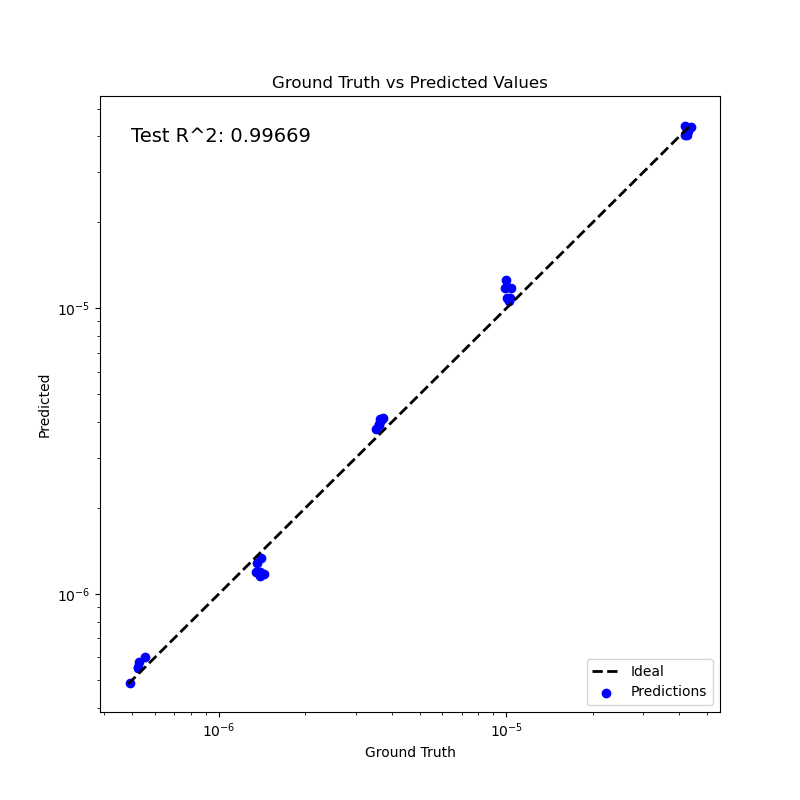 Ground Truth vs Predicted Values
Test R^2: 0.99669
Predicted
10⁻⁵
10⁻⁶
10⁻⁶
10⁻⁵
Ground Truth
Ideal
Predictions